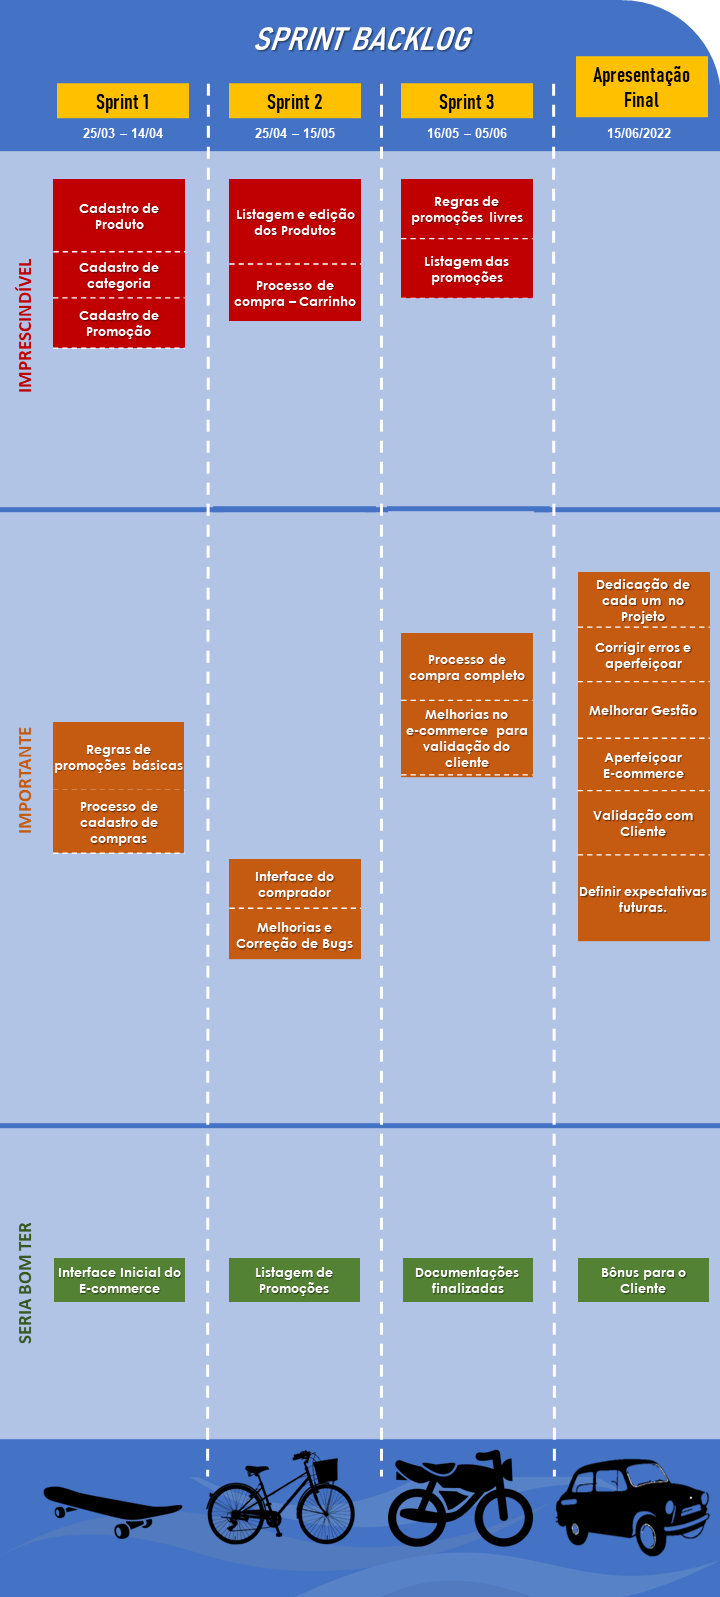 SPRINT BACKLOG
Sprint 1
25/03 – 14/04
Sprint 2
25/04 – 15/05
Sprint 3
16/05 – 05/06
Apresentação
Final
15/06/2022
IMPRESCINDÍVEL
Cadastro de
Produto
Cadastro de
categoria
Cadastro de
Promoção
Listagem e edição
dos Produtos
Processo de
compra – Carrinho
Regras de
promoções livres
Listagem das
promoções
IMPORTANTE
Regras de
promoções básicas
Processo de
cadastro de
compras
Interface do
comprador
Melhorias e
Correção de Bugs
Processo de
compra completo
Melhorias no
e-commerce para
validação do
cliente
Dedicação de
cada um no
Projeto
Corrigir erros e
aperfeiçoar
Melhorar Gestão
Aperfeiçoar
E-commerce
Validação com
Cliente
Definir expectativas
futuras.
SERIA BOM TER
Interface Inicial do
E-commerce
Listagem de
Promoções
Documentações
finalizadas
Bônus para o
Cliente